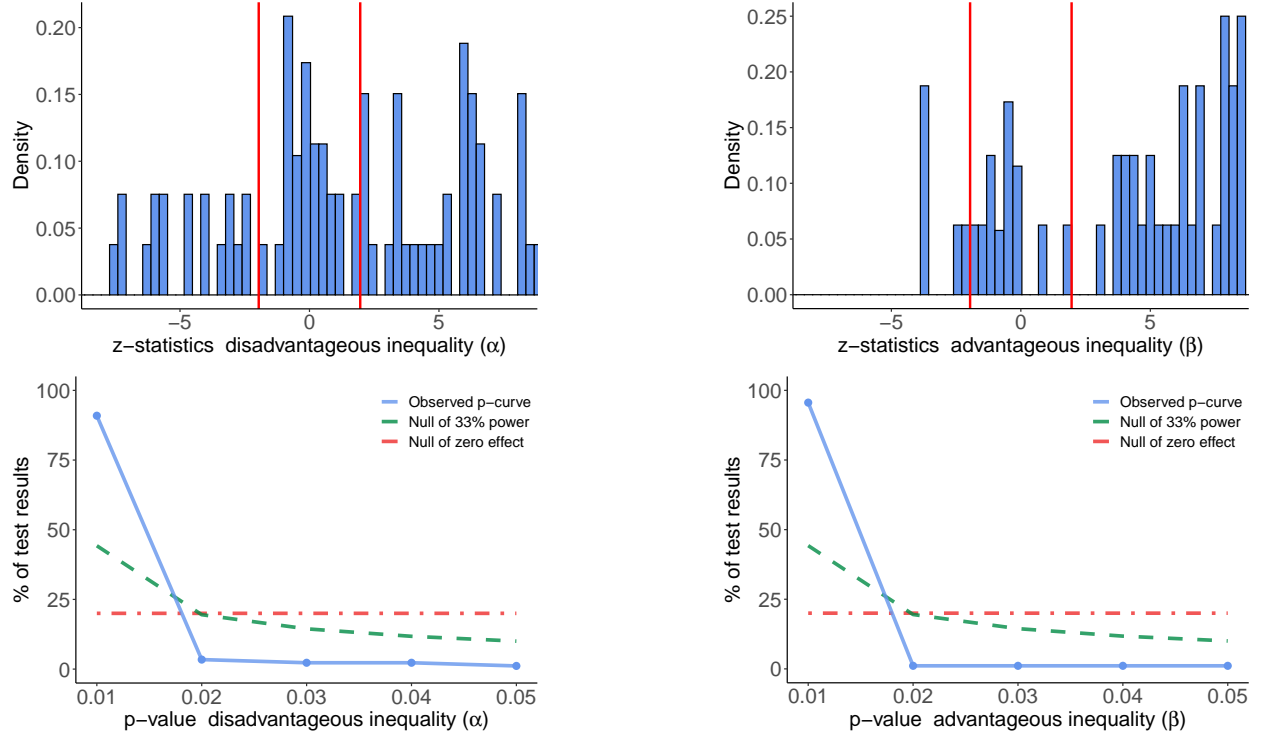 Density
0.20
0.15
0.10
0.05
0.00
−5
0
5
z−statistics disadvantageous inequality (α)
Density
0.25
0.20
0.15
0.10
0.05
0.00
−5
0
5
z−statistics advantageous inequality (β)
% of test results
100
75
50
25
0
Observed p−curve
Null of 33% power
Null of zero effect
0.01
0.02
0.03
0.04
0.05
p−value disadvantageous inequality (α)
% of test results
100
75
50
25
0
Observed p−curve
Null of 33% power
Null of zero effect
0.01
0.02
0.03
0.04
0.05
p−value advantageous inequality (β)